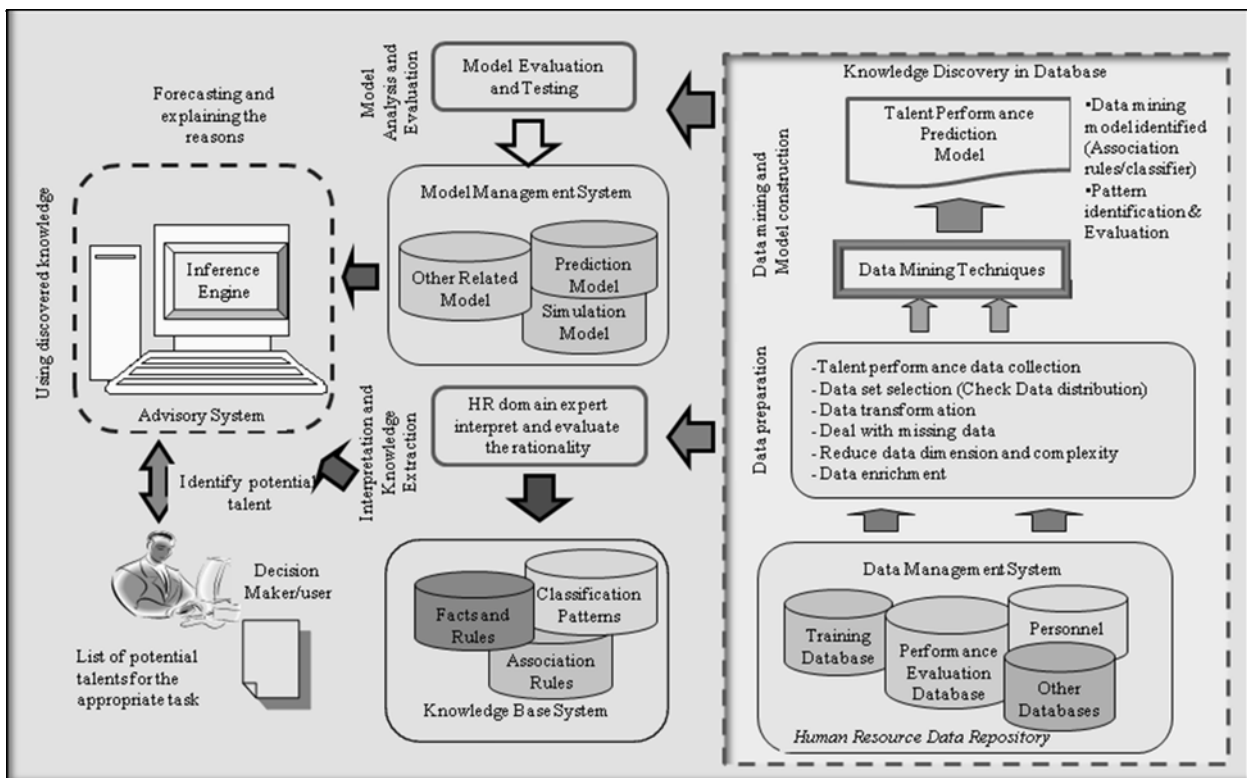 Forecasting and
explaining the
reasons
Using discovered knowledge
Inference
Engine
Advisory System
Identify potential
talent
Decision
Maker/user
List of potential
talents for the
appropriate task
Model
Analysis and
Evaluation
Model Evaluation
and Testing
Model Management System
Other Related
Model
Prediction
Model
Simulation
Model
Interpretation and
Knowledge
Extraction
HR domain expert
interpret and evaluate
the rationality
Facts and
Rules
Classification
Patterns
Association
Rules
Knowledge Base System
Knowledge Discovery in Database
Data mining and
Model construction
Talent Performance
Prediction
Model
▪Data mining
model identified
(Association
rules/classifier)
▪Pattern
identification &
Evaluation
Data Mining Techniques
Data preparation
-Talent performance data collection
-Data set selection (Check Data distribution)
-Data transformation
-Deal with missing data
-Reduce data dimension and complexity
-Data enrichment
Data Management System
Training
Database
Performance
Evaluation
Database
Personnel
Other
Databases
Human Resource Data Repository